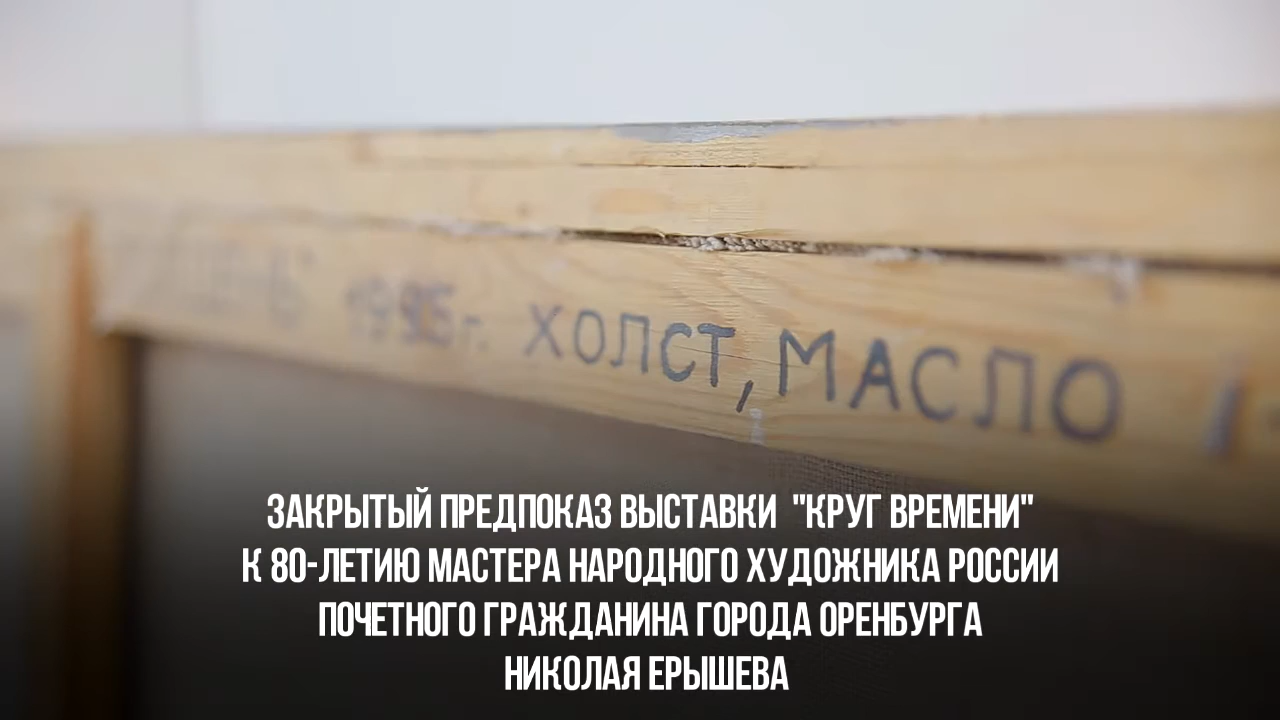 1995г. ХОЛСТ, МАСЛО
ЗАКРЫТЫЙ ПРЕДПОКАЗ ВЫСТАВКИ "КРУГ ВРЕМЕНИ"
К 80-ЛЕТИЮ МАСТЕРА НАРОДНОГО ХУДОЖНИКА РОССИИ
ПОЧЕТНОГО ГРАЖДАНИНА ГОРОДА ОРЕНБУРГА
НИКОЛАЯ ЕРЫШЕВА